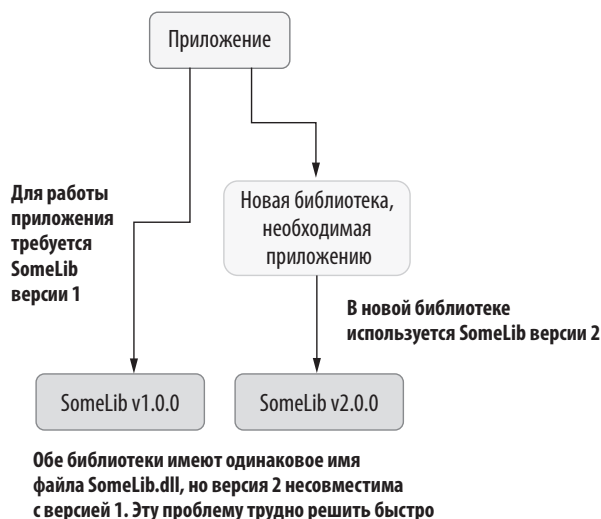 Приложение
Для работы
приложения
требуется
SomeLib
версии 1
Новая библиотека,
необходимая
приложению
В новой библиотеке
используется SomeLib версии 2
SomeLib v1.0.0
SomeLib v2.0.0
Обе библиотеки имеют одинаковое имя
файла SomeLib.dll, но версия 2 несовместима
с версией 1. Эту проблему трудно решить быстро